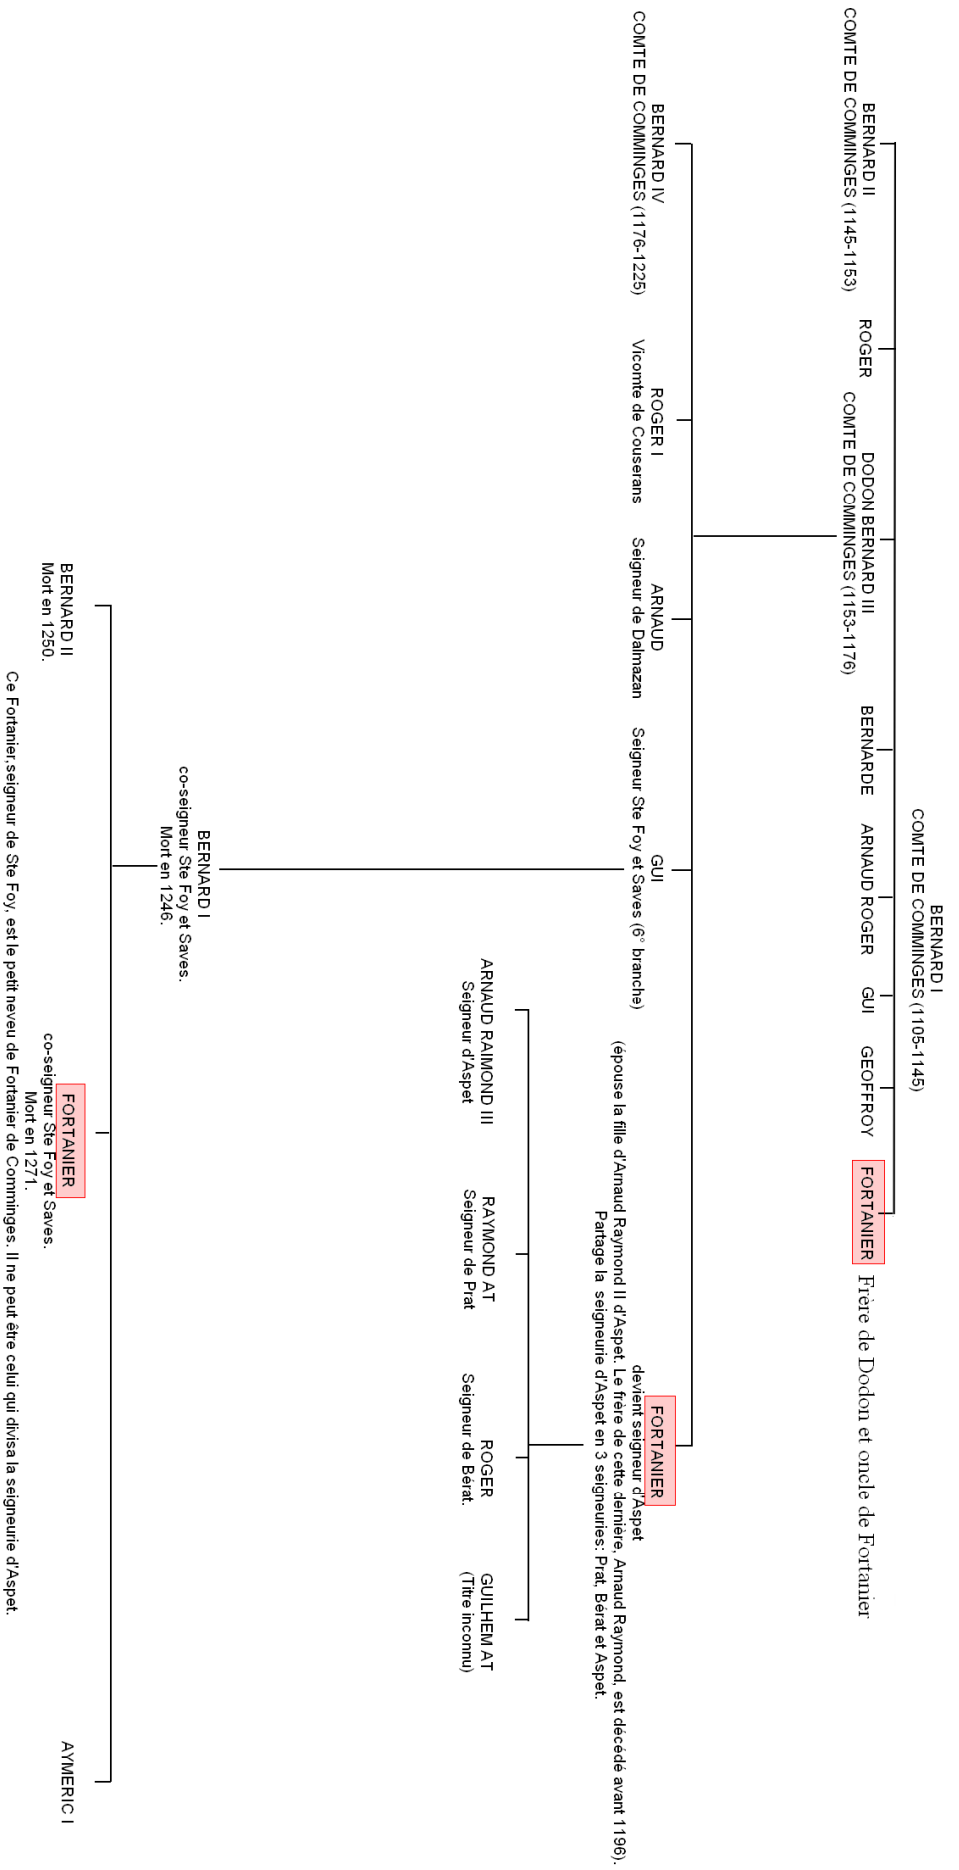 BERNARD I
COMTE DE COMMINGES (1105-1145)
BERNARD II
COMTE DE COMMINGES (1145-1153)
ROGER
DODON BERNARD III
COMTE DE COMMINGES (1153-1176)
BERNARDE
ARNAUD ROGER
GUI
GEOFFROY
FORTANIER
Frère de Dodon et oncle de Fortanier
BERNARD IV
COMTE DE COMMINGES (1176-1225)
ROGER I
Vicomte de Couserans
ARNAUD
Seigneur de Dalmazan
GUI
Seigneur Ste Foy et Saves (6° branche)
FORTANIER
devient seigneur d'Aspet
(épouse la fille d'Arnaud Raymond II d'Aspet. Le frère de cette dernière, Arnaud Raymond, est décédé avant 1196).
Partage la seigneurie d'Aspet en 3 seigneuries: Prat, Bérat et Aspet.
ARNAUD RAIMOND III
Seigneur d'Aspet
RAYMOND AT
Seigneur de Prat
ROGER
Seigneur de Bérat.
GUILHEM AT
(Titre inconnu)
BERNARD I
co-seigneur Ste Foy et Saves.
Mort en 1246.
BERNARD II
Mort en 1250.
FORTANIER
co-seigneur Ste Foy et Saves.
Mort en 1271.
AYMERIC I
Ce Fortanier,seigneur de Ste Foy, est le petit neveu de Fortanier de Comminges. Il ne peut être celui qui divisa la seigneurie d'Aspet.